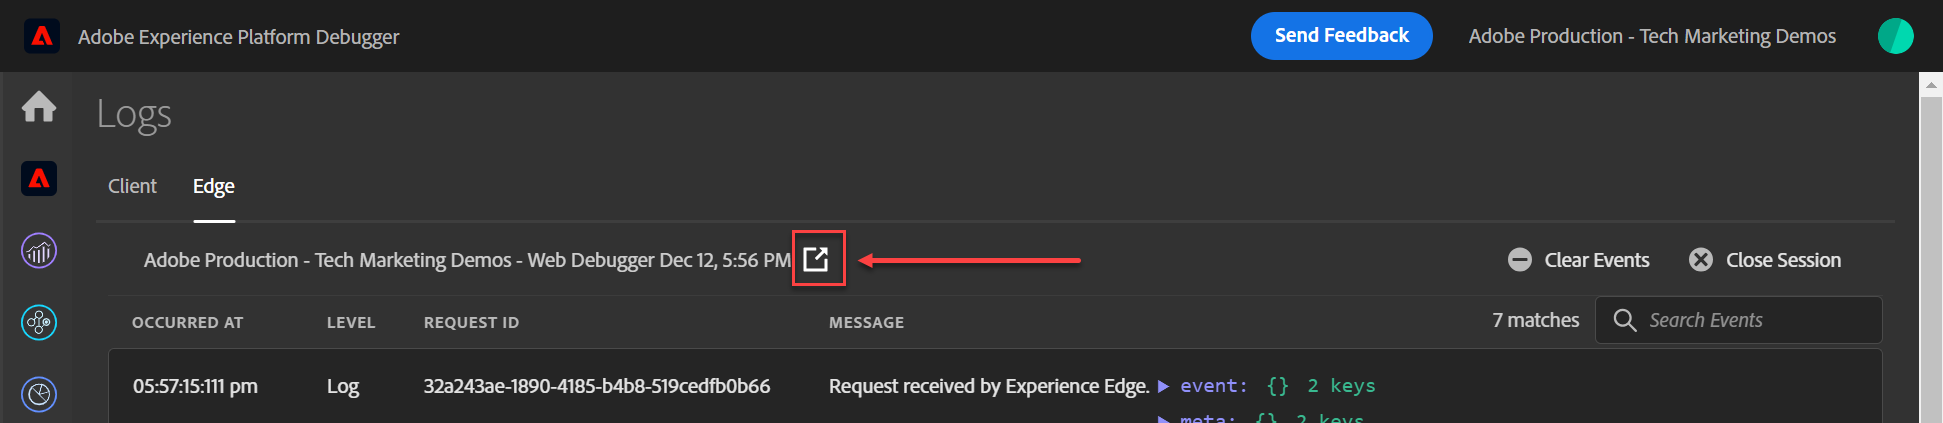 Adobe Experience Platform Debugger
Send Feedback
Adobe Production - Tech Marketing Demos
Logs
Client
Edge
Adobe Production - Tech Marketing Demos - Web Debugger Dec 12, 5:56 PM
Clear Events
Close Session
OCCURRED AT
LEVEL
REQUEST ID
MESSAGE
7 matches
Search Events
05:57:15:111 pm
Log
32a243ae-1890-4185-b4b8-519cedfb0b66
Request received by Experience Edge.
event: {} 2 keys
meta: {} 2 keys